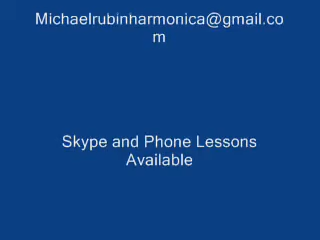 Michaelrubinharmonica@gmail.co
m
Skype and Phone Lessons
Available